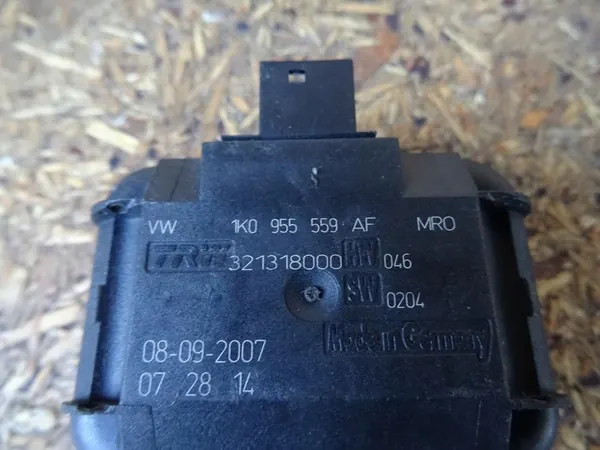 VW 1K0 955 559 AF MRO
TRW 321318000 HW 046
SW 0204
Made in Germany
08-09-2007
07 28 14